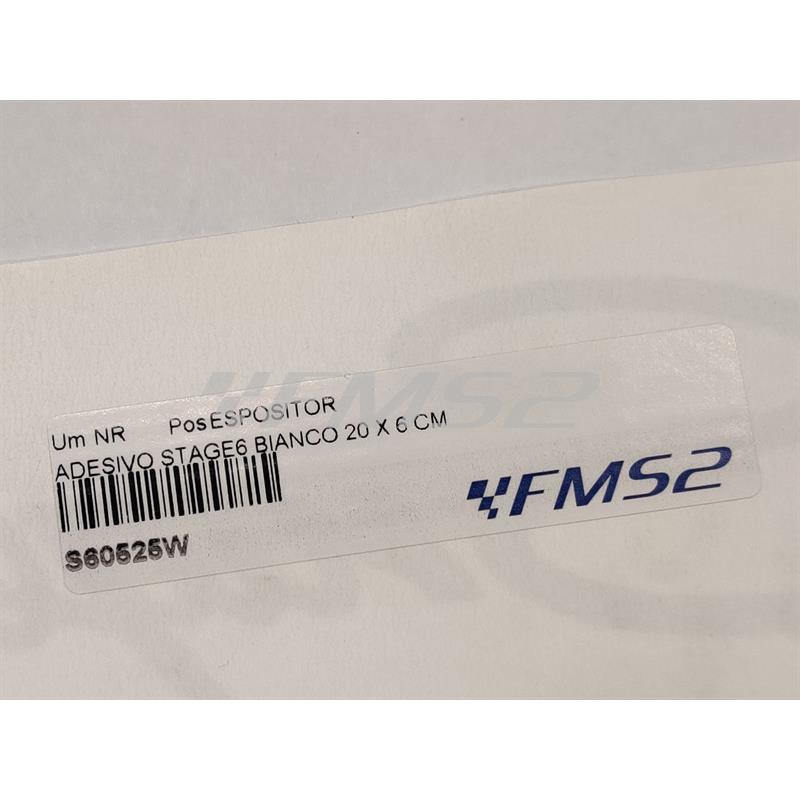 Um NR PosESPOSITOR
ADESIVO STAGE6 BIANCO 20 X 6 CM
S60525W
FMS2
FMS2